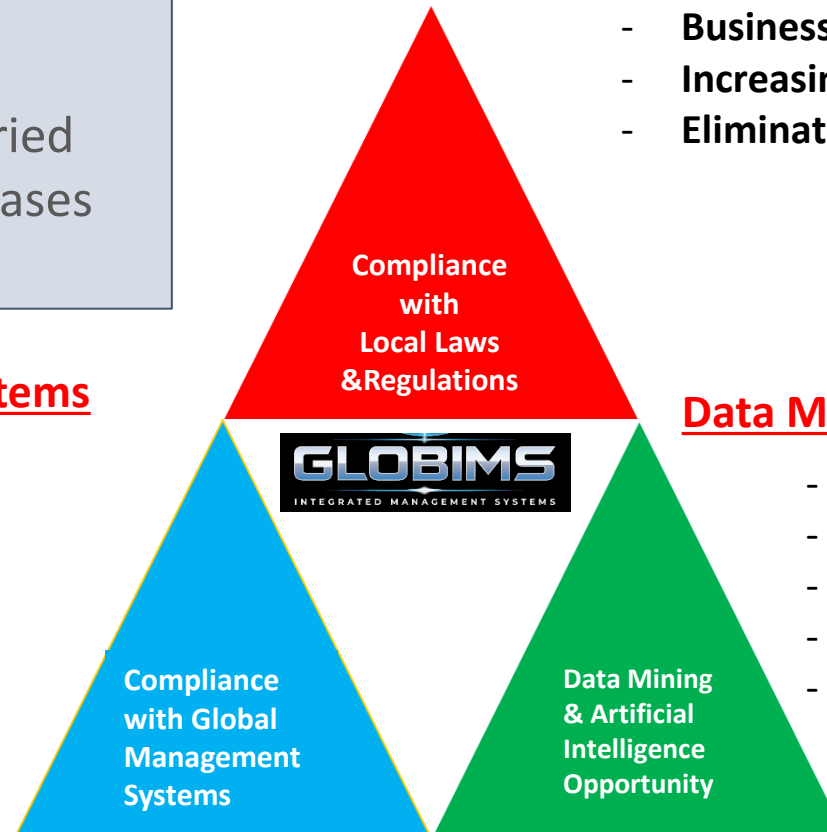 ried
ases
- Business
- Increasin
- Eliminat
Compliance
with
Local Laws
&Regulations
tems
Data M
GLOBIMS
INTEGRATED MANAGEMENT SYSTEMS
-
-
-
-
-
Compliance
with Global
Management
Systems
Data Mining
& Artificial
Intelligence
Opportunity